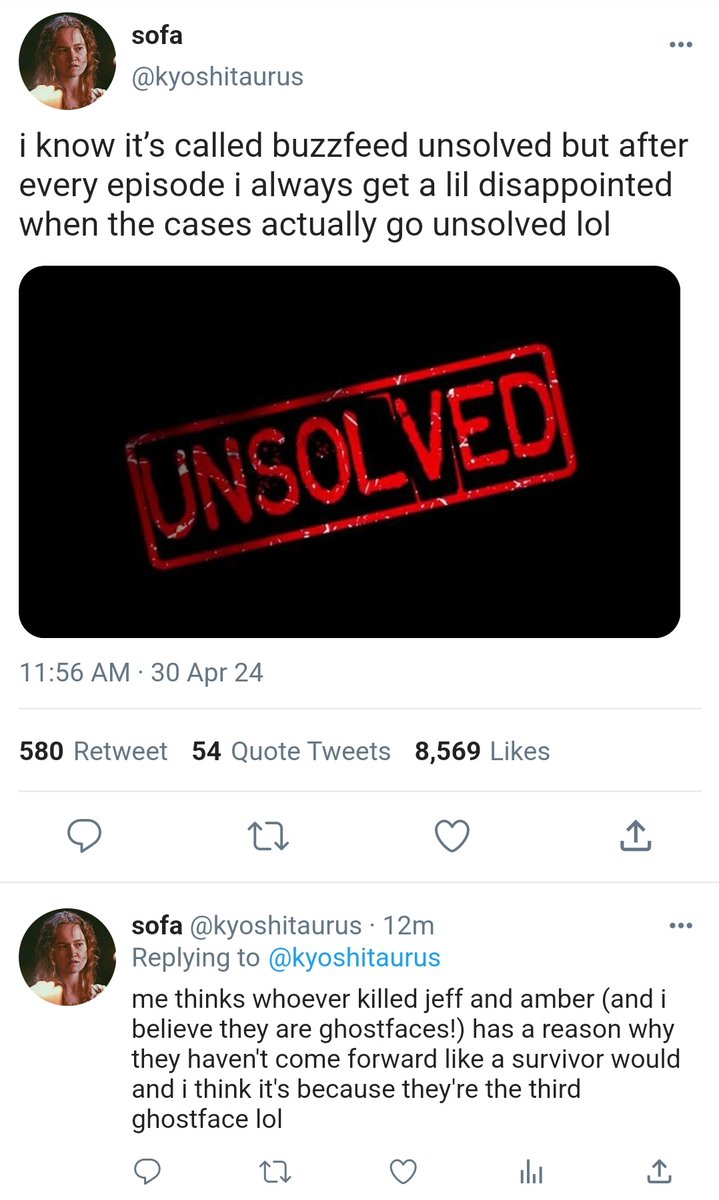 sofa
@kyoshitaurus
i know it’s called buzzfeed unsolved but after
every episode i always get a lil disappointed
when the cases actually go unsolved lol
UNSOLVED
11:56 AM · 30 Apr 24
580 Retweet 54 Quote Tweets 8,569 Likes
sofa @kyoshitaurus · 12m
Replying to @kyoshitaurus
me thinks whoever killed jeff and amber (and i
believe they are ghostfaces!) has a reason why
they haven't come forward like a survivor would
and i think it's because they're the third
ghostface lol